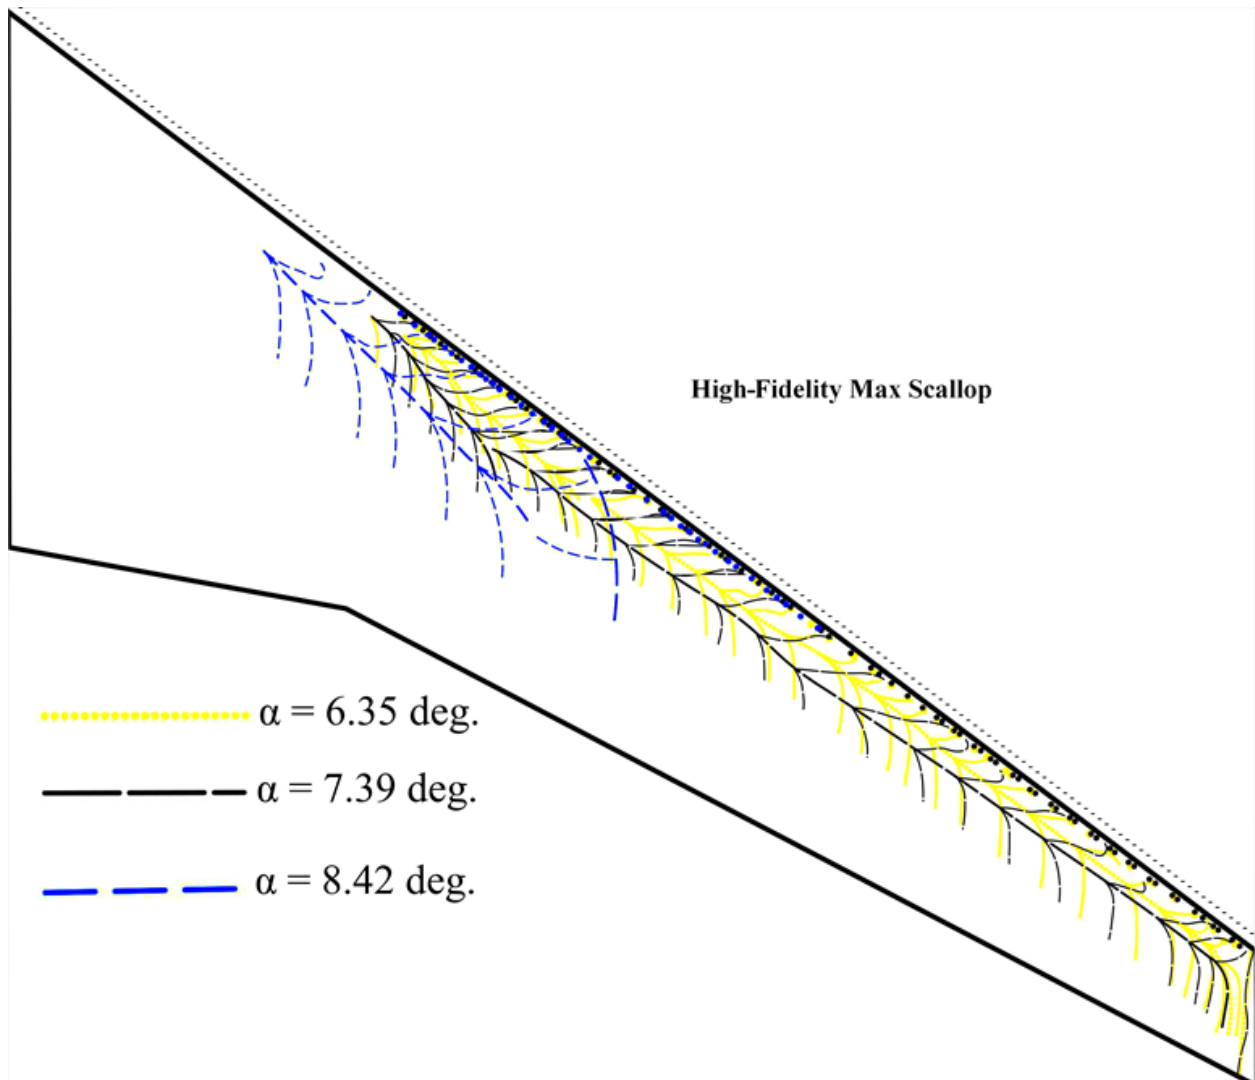 High-Fidelity Max Scallop
α = 6.35 deg.
α = 7.39 deg.
α = 8.42 deg.